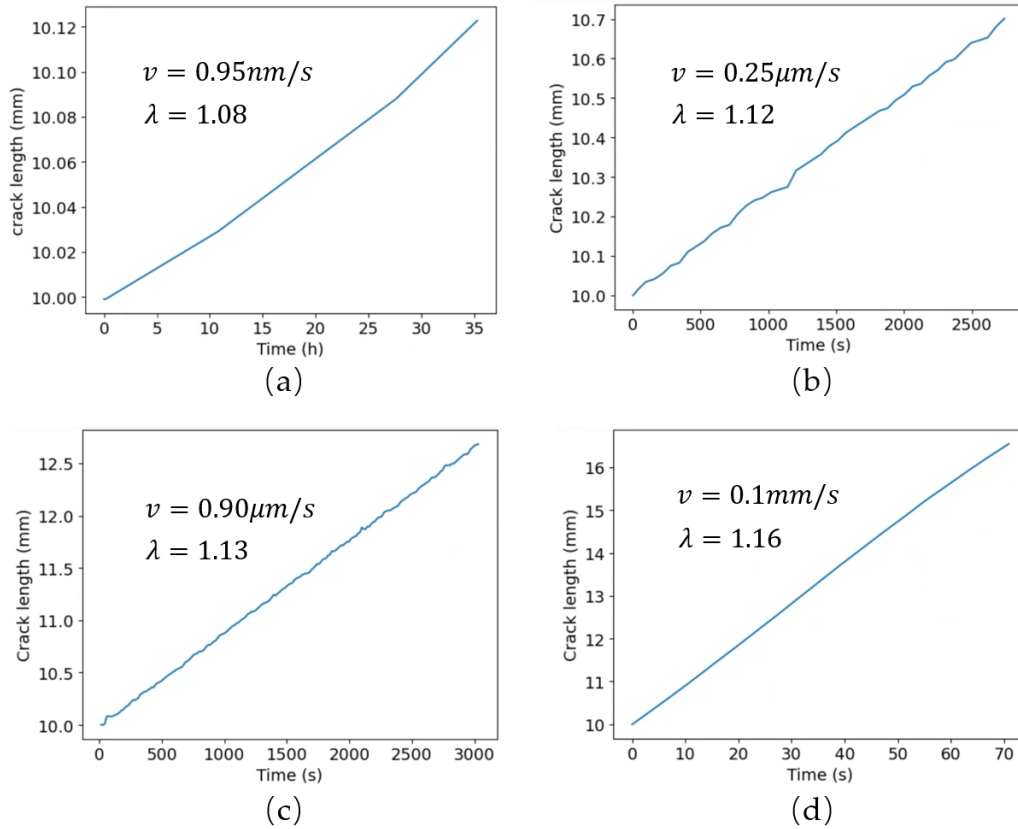 10.12
10.10
10.08
10.06
10.04
10.02
10.00
crack length (mm)
v = 0.95nm/s
λ = 1.08
0 5 10 15 20 25 30 35
Time (h)
(a)
10.7
10.6
10.5
10.4
10.3
10.2
10.1
10.0
Crack length (mm)
v = 0.25μm/s
λ = 1.12
0 500 1000 1500 2000 2500
Time (s)
(b)
12.5
12.0
11.5
11.0
10.5
10.0
Crack length (mm)
v = 0.90μm/s
λ = 1.13
0 500 1000 1500 2000 2500 3000
Time (s)
(c)
16
15
14
13
12
11
10
Crack length (mm)
v = 0.1mm/s
λ = 1.16
0 10 20 30 40 50 60 70
Time (s)
(d)